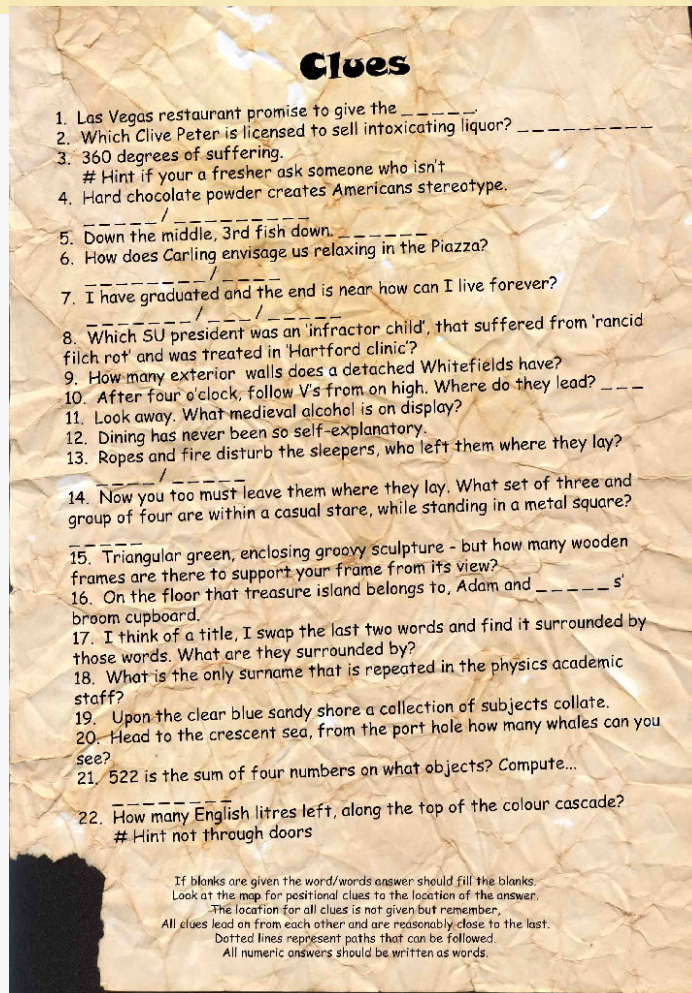 Clues
1. Las Vegas restaurant promise to give the _ _ _ _ _.
2. Which Clive Peter is licensed to sell intoxicating liquor? _ _ _ _ _ _ _ _ _
3. 360 degrees of suffering.
# Hint if your a fresher ask someone who isn't
4. Hard chocolate powder creates Americans stereotype.
_ _ _ _ _ / _ _ _ _ _ _ _ _ _
5. Down the middle, 3rd fish down. _ _ _ _ _ _
6. How does Carling envisage us relaxing in the Piazza?
_ _ _ _ _ _ _ _ / _ _ _ _
7. I have graduated and the end is near how can I live forever?
_ _ _ _ _ _ _ / _ _ _ / _ _ _ _ _
8. Which SU president was an 'infractor child', that suffered from 'rancid
filch rot' and was treated in 'Hartford clinic'?
9. How many exterior walls does a detached Whitefields have?
10. After four o'clock, follow V's from on high. Where do they lead? _ _ _
11. Look away. What medieval alcohol is on display?
12. Dining has never been so self-explanatory.
13. Ropes and fire disturb the sleepers, who left them where they lay?
_ _ _ _ / _ _ _ _ _
14. Now you too must leave them where they lay. What set of three and
group of four are within a casual stare, while standing in a metal square?
_ _ _ _ _
15. Triangular green, enclosing groovy sculpture - but how many wooden
frames are there to support your frame from its view?
16. On the floor that treasure island belongs to, Adam and _ _ _ _ _ s'
broom cupboard.
17. I think of a title, I swap the last two words and find it surrounded by
those words. What are they surrounded by?
18. What is the only surname that is repeated in the physics academic
staff?
19. Upon the clear blue sandy shore a collection of subjects collate.
20. Head to the crescent sea, from the port hole how many whales can you
see?
21. 522 is the sum of four numbers on what objects? Compute...
_ _ _ _ _ _ _ _
22. How many English litres left, along the top of the colour cascade?
# Hint not through doors
If blanks are given the word/words answer should fill the blanks.
Look at the map for positional clues to the location of the answer.
The location for all clues is not given but remember,
All clues lead on from each other and are reasonably close to the last.
Dotted lines represent paths that can be followed.
All numeric answers should be written as words.